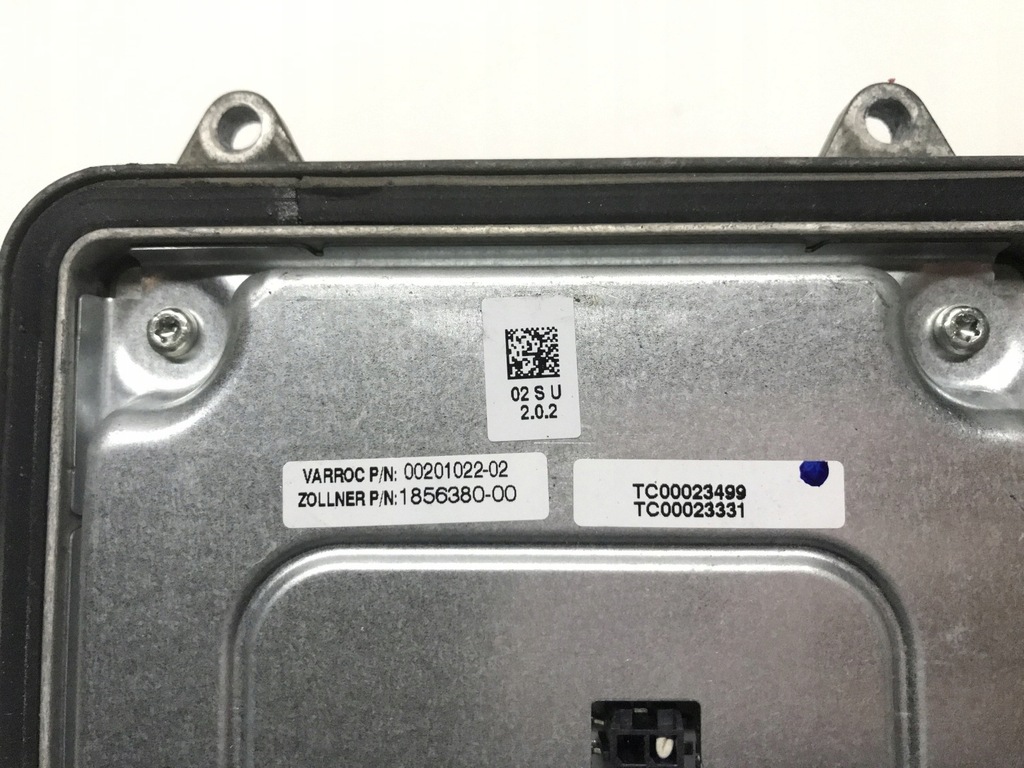 02 S U
2.0.2
VARROC P/N: 00201022-02
ZOLLNER P/N:1856380-00
TC00023499
TC00023331